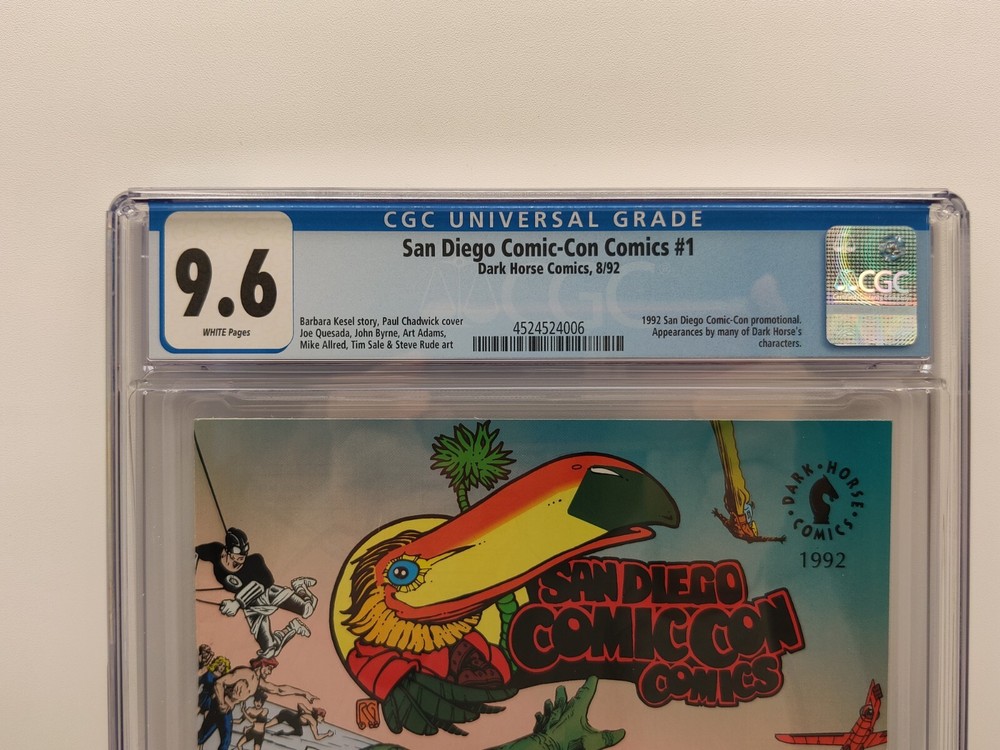 CGC UNIVERSAL GRADE
9.6
WHITE Pages
San Diego Comic-Con Comics #1
Dark Horse Comics, 8/92
Barbara Kesel story, Paul Chadwick cover
Joe Quesada, John Byrne, Art Adams,
Mike Allred, Tim Sale & Steve Rude art
4524524006
1992 San Diego Comic-Con promotional.
Appearances by many of Dark Horse's
characters.
CGC
CGC
DARK HORSE
COMICS
1992
SAN DIEGO
COMIC CON
COMICS